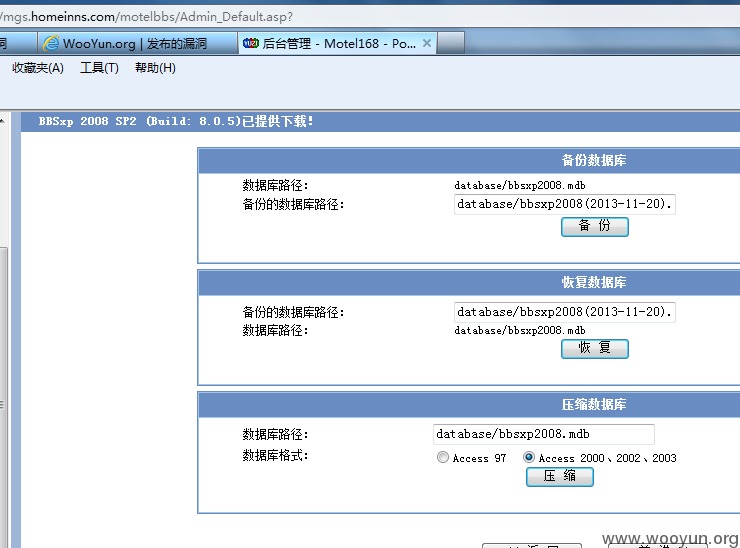 /mgs.homeinns.com/motelbbs/Admin_Default.asp?
洞 WooYun.org | 发布的漏洞 后台管理 - Motel168 - Po...
收藏夹(A) 工具(T) 帮助(H)
BBSxp 2008 SP2 (Build: 8.0.5)已提供下载!
备份数据库
数据库路径: database/bbsxp2008.mdb
备份的数据库路径: database/bbsxp2008(2013-11-20).
备 份
恢复数据库
备份的数据库路径: database/bbsxp2008(2013-11-20).
数据库路径: database/bbsxp2008.mdb
恢 复
压缩数据库
数据库路径: database/bbsxp2008.mdb
数据库格式: Access 97 Access 2000、2002、2003
压 缩
www.wooyun.org